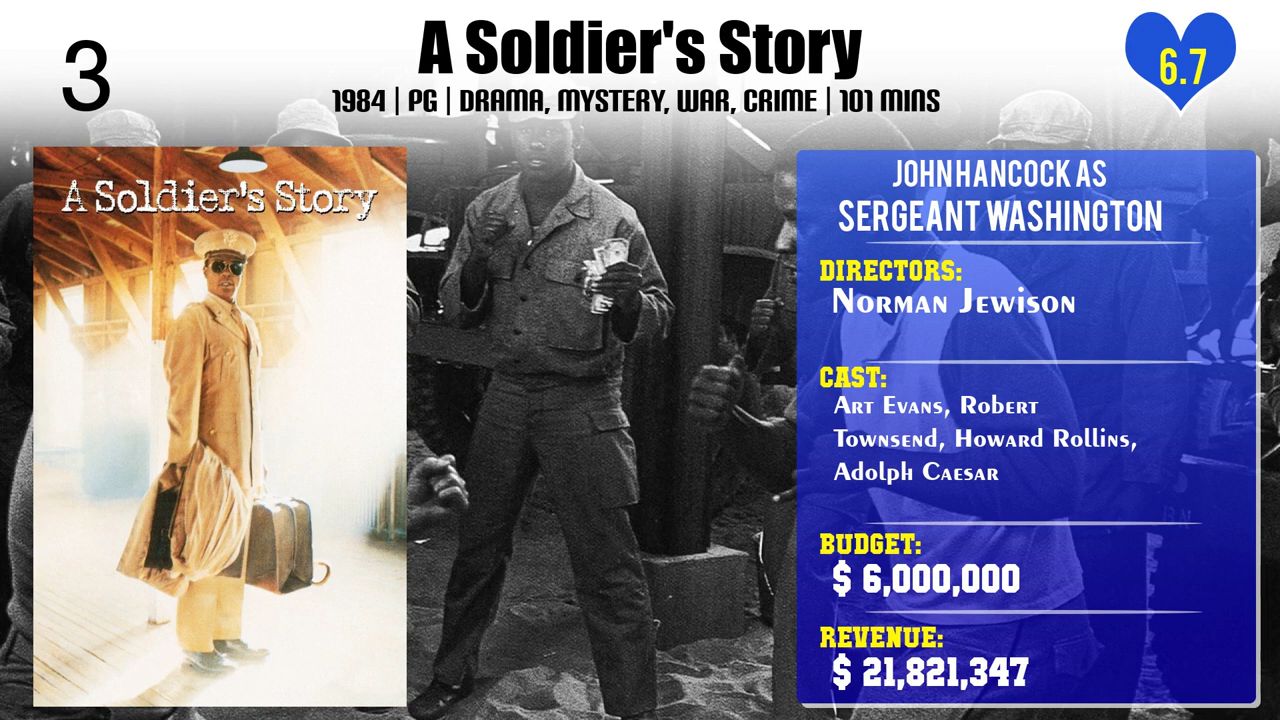 3
A Soldier's Story
6.7
1984 | PG | DRAMA, MYSTERY, WAR, CRIME | 101 MINS
A Soldier's Story
JOHN HANCOCK AS
SERGEANT WASHINGTON
DIRECTORS:
Norman Jewison
CAST:
Art Evans, Robert
Townsend, Howard Rollins,
Adolph Caesar
BUDGET:
$ 6,000,000
REVENUE:
$ 21,821,347